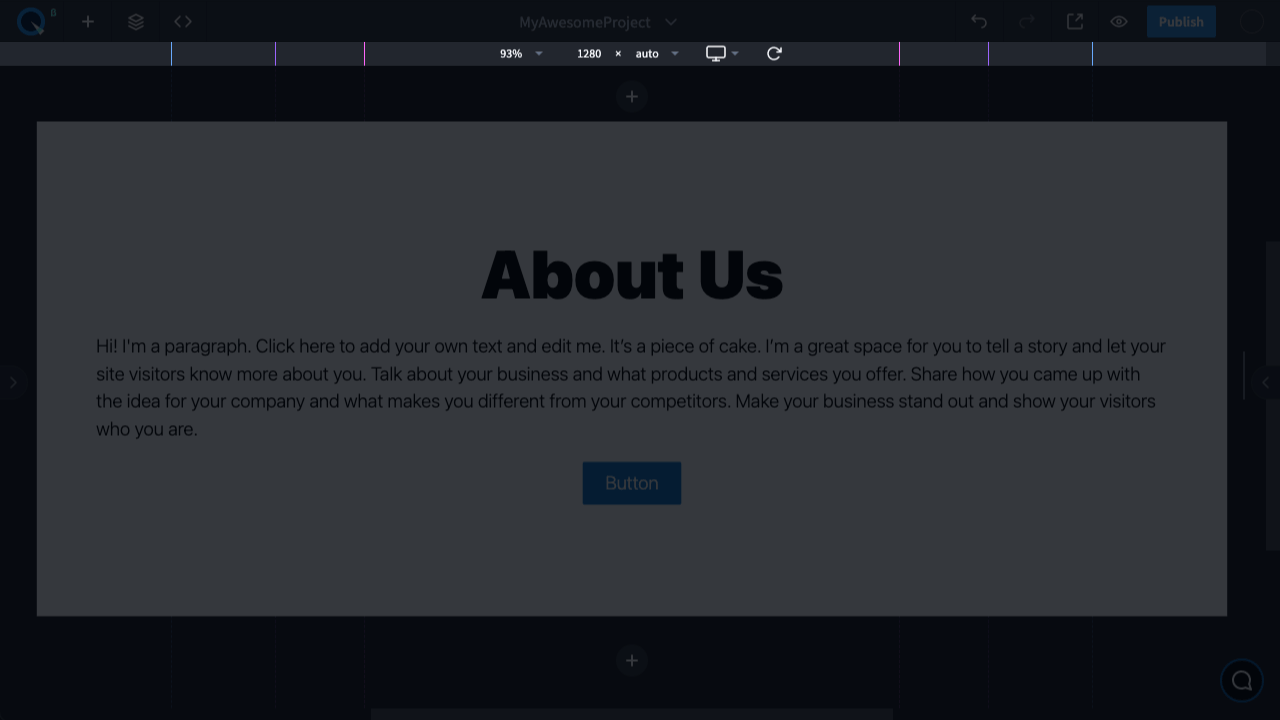 β
MyAwesomeProject
Publish
93%
1280 × auto
About Us
Hi! I'm a paragraph. Click here to add your own text and edit me. It’s a piece of cake. I’m a great space for you to tell a story and let your
site visitors know more about you. Talk about your business and what products and services you offer. Share how you came up with
the idea for your company and what makes you different from your competitors. Make your business stand out and show your visitors
who you are.
Button